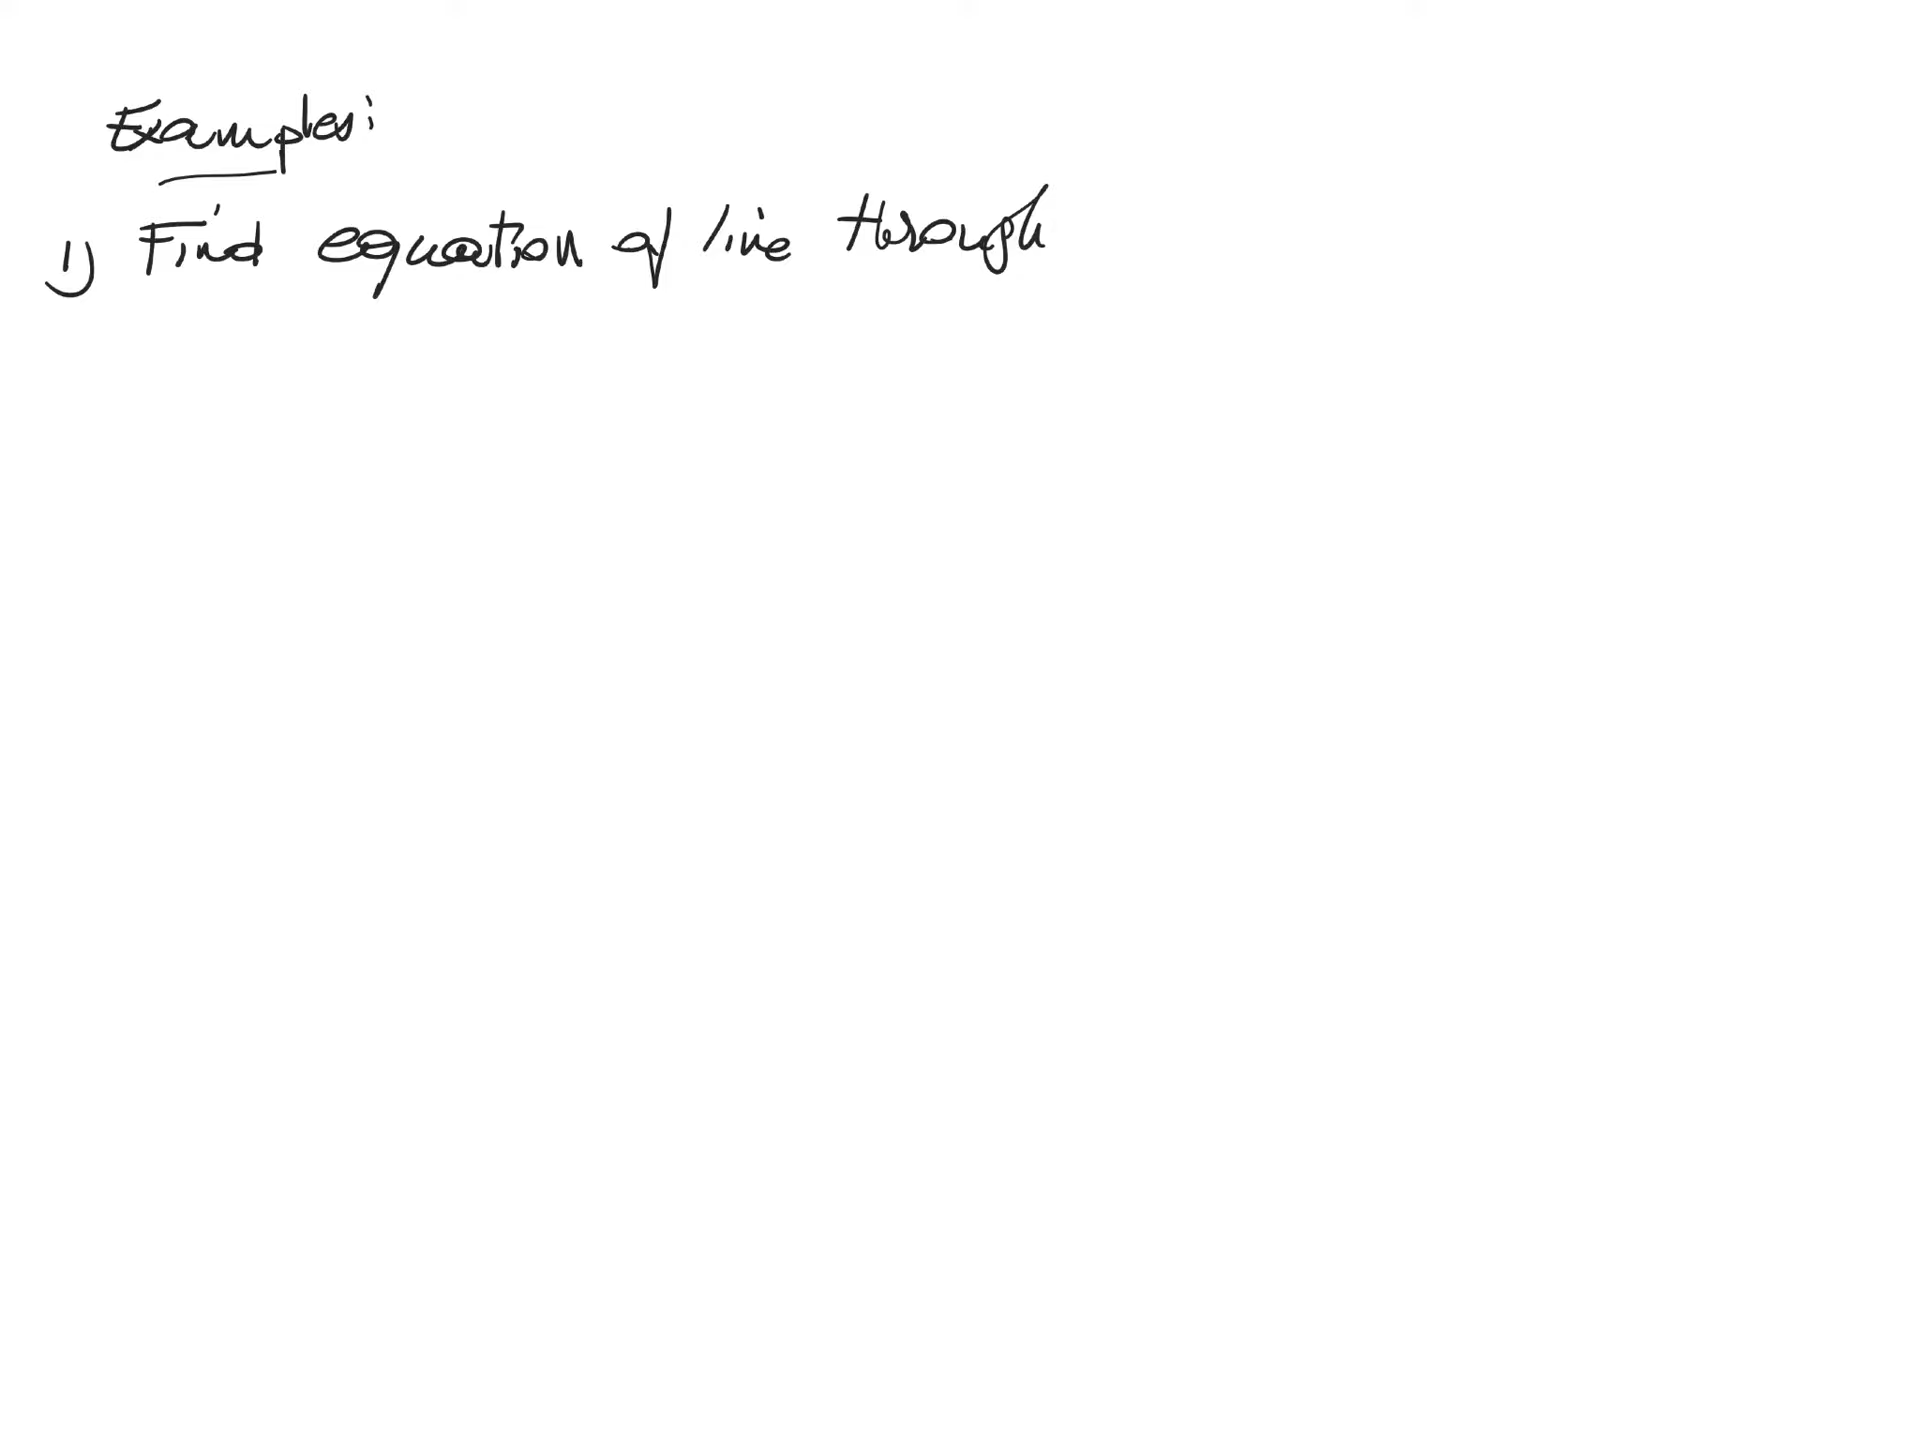 Examples:
1) Find equation of line through